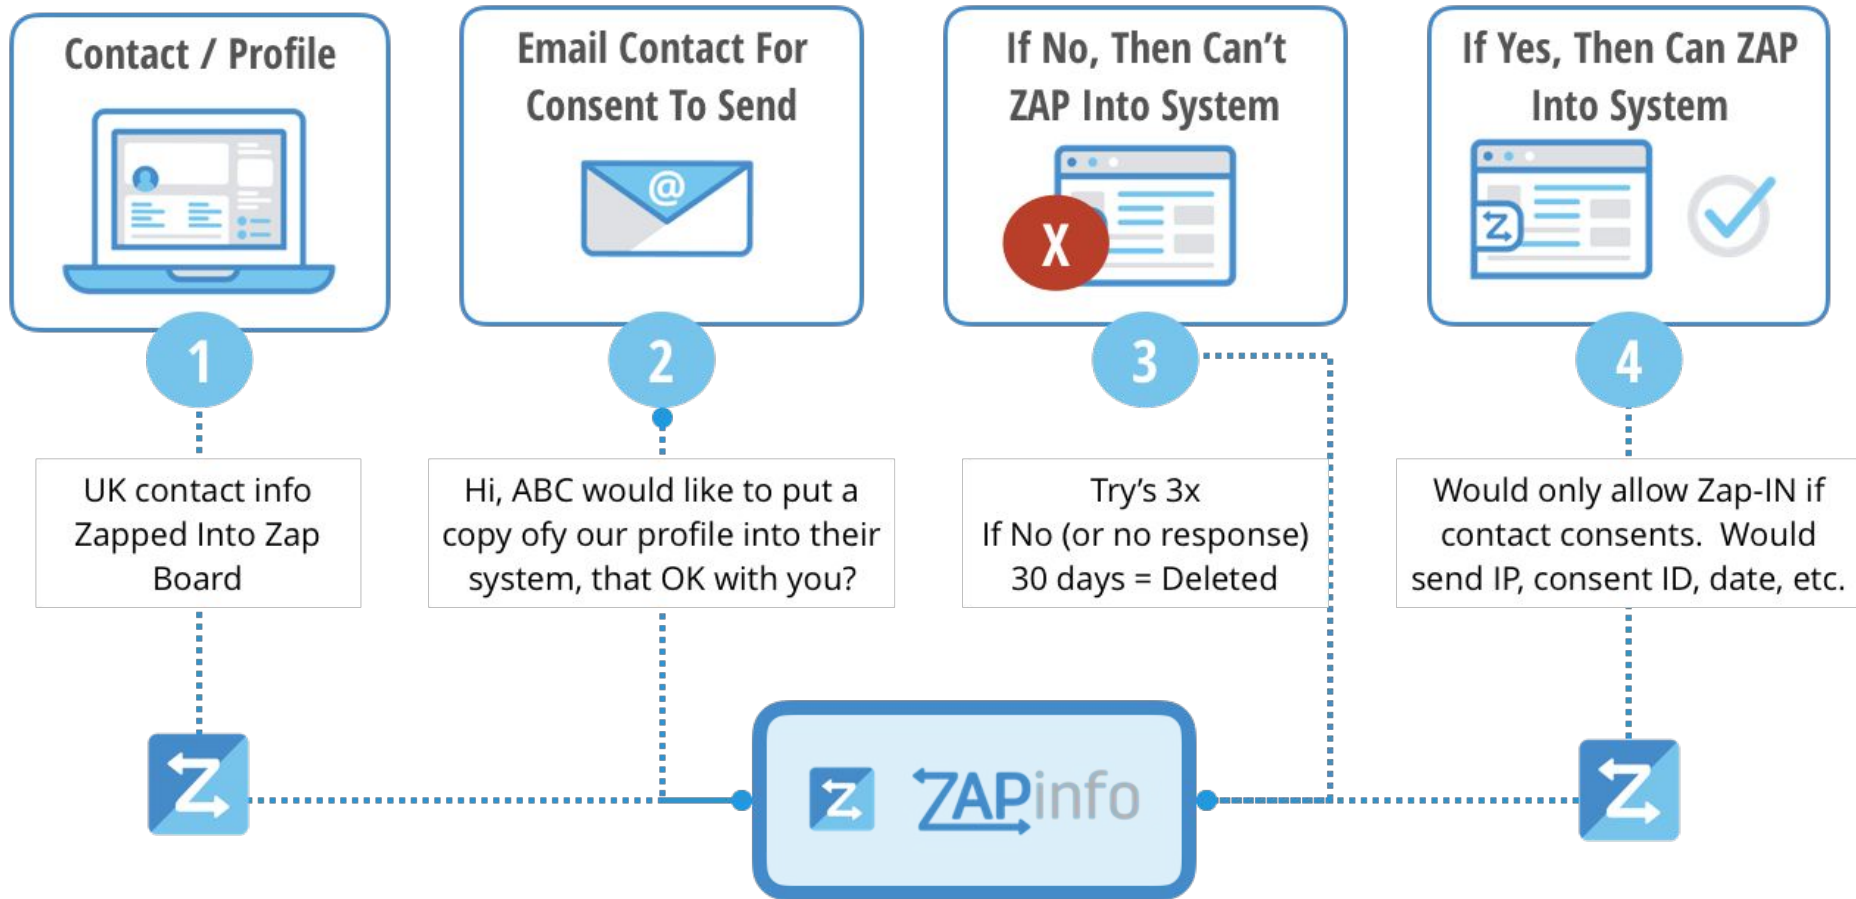 Contact / Profile
1
UK contact info
Zapped Into Zap
Board
Email Contact For
Consent To Send
@
2
Hi, ABC would like to put a
copy ofy our profile into their
system, that OK with you?
If No, Then Can’t
ZAP Into System
X
3
Try’s 3x
If No (or no response)
30 days = Deleted
If Yes, Then Can ZAP
Into System
Z
4
Would only allow Zap-IN if
contact consents.  Would
send IP, consent ID, date, etc.
Z
Z ZAPinfo
Z